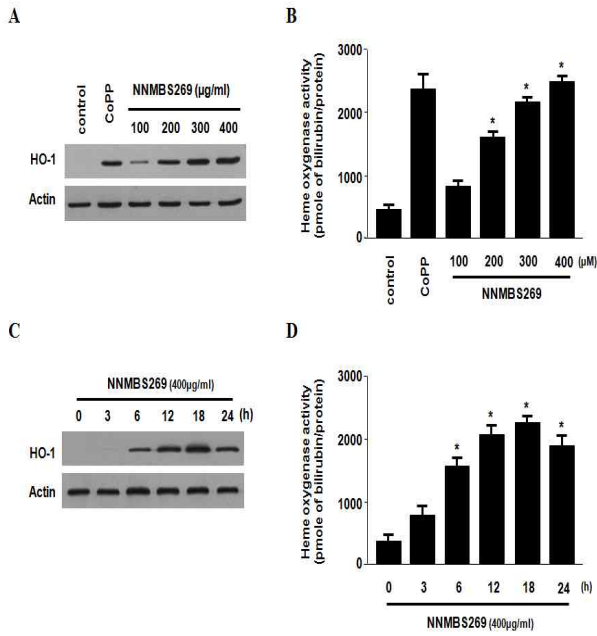 A
control
CoPP
NNMBS269 (µg/ml)
100 200 300 400
HO-1
Actin
B
Heme oxygenase activity
(pmole of bilirubin/protein)
3000
2000
1000
0
*
*
*
control
CoPP
100 200 300 400 (µM)
NNMBS269
C
NNMBS269 (400µg/ml)
0 3 6 12 18 24 (h)
HO-1
Actin
D
Heme oxygenase activity
(pmole of bilirubin/protein)
3000
2000
1000
0
*
*
*
*
0 3 6 12 18 24 (h)
NNMBS269 (400µg/ml)